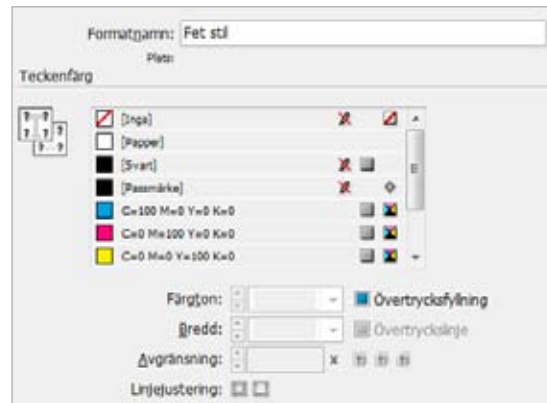 Formatnamn: Fet stil
Plats:
Teckenfärg
[Inga]
[Papper]
[Svart]
[Passmärke]
C=100 M=0 Y=0 K=0
C=0 M=100 Y=0 K=0
C=0 M=0 Y=100 K=0
Färgton: Övertrycksfyllning
Bredd: Övertryckslinje
Avgränsning: x
Linjejustering: